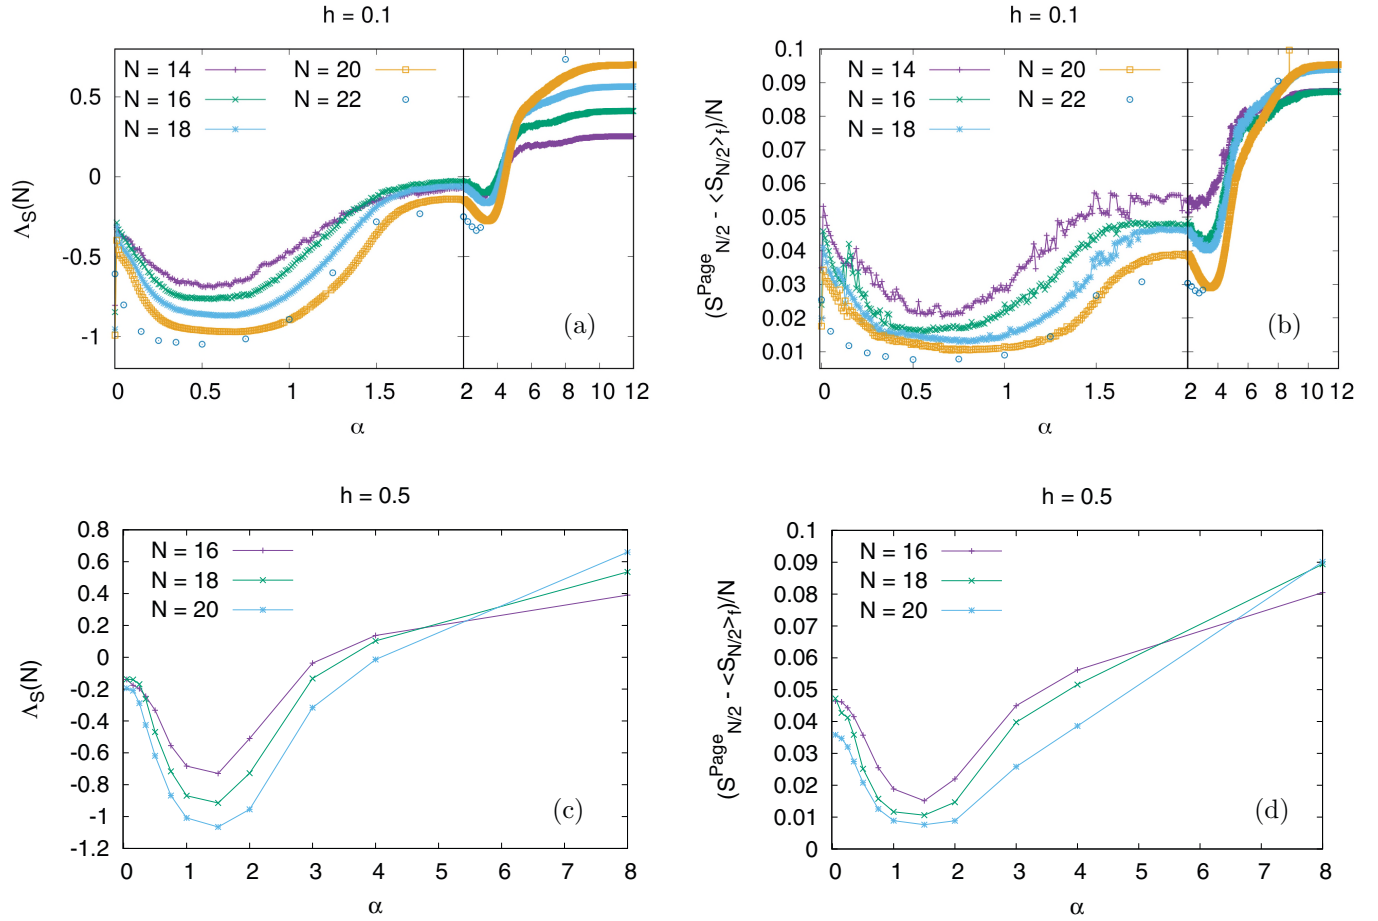 h = 0.1
N = 14
N = 16
N = 18
N = 20
N = 22
Λ_S(N)
0.5
0
-0.5
-1
0 0.5 1 1.5 2 4 6 8 10 12
α
(a)
h = 0.1
N = 14
N = 16
N = 18
N = 20
N = 22
(S^Page_N/2 - <S_N/2>_f)/N
0.1
0.09
0.08
0.07
0.06
0.05
0.04
0.03
0.02
0.01
0 0.5 1 1.5 2 4 6 8 10 12
α
(b)
h = 0.5
N = 16
N = 18
N = 20
Λ_S(N)
0.8
0.6
0.4
0.2
0
-0.2
-0.4
-0.6
-0.8
-1
-1.2
0 1 2 3 4 5 6 7 8
α
(c)
h = 0.5
N = 16
N = 18
N = 20
(S^Page_N/2 - <S_N/2>_f)/N
0.1
0.09
0.08
0.07
0.06
0.05
0.04
0.03
0.02
0.01
0
0 1 2 3 4 5 6 7 8
α
(d)